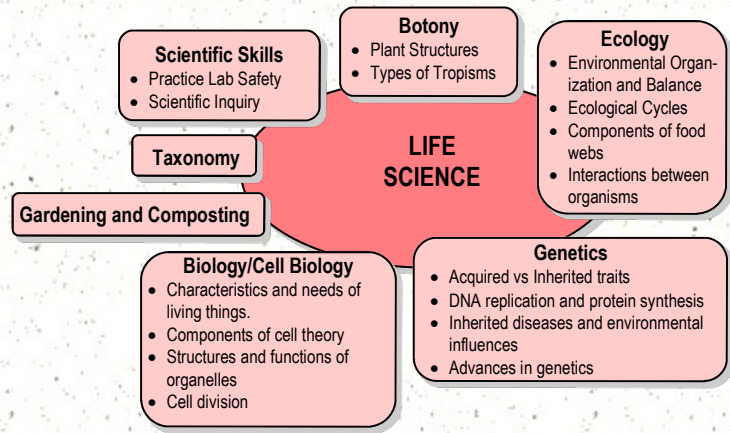 Scientific Skills
• Practice Lab Safety
• Scientific Inquiry
Botony
• Plant Structures
• Types of Tropisms
Ecology
• Environmental Organ-
ization and Balance
• Ecological Cycles
• Components of food
webs
• Interactions between
organisms
Taxonomy
LIFE
SCIENCE
Gardening and Composting
Biology/Cell Biology
• Characteristics and needs of
living things.
• Components of cell theory
• Structures and functions of
organelles
• Cell division
Genetics
• Acquired vs Inherited traits
• DNA replication and protein synthesis
• Inherited diseases and environmental
influences
• Advances in genetics